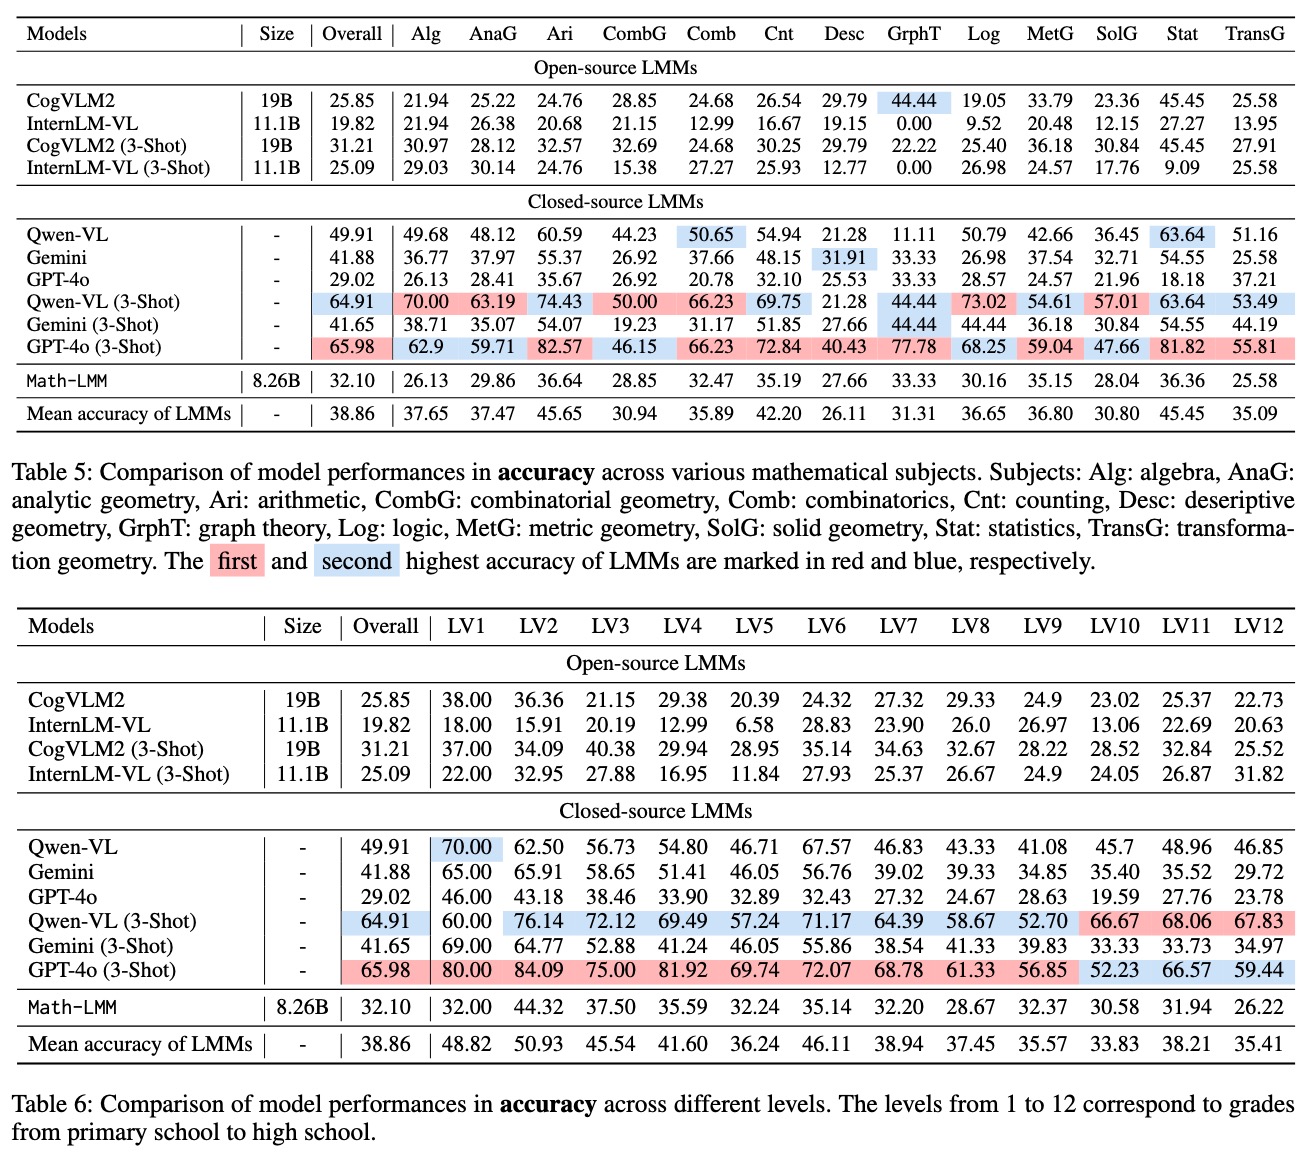 Models Size Overall Alg AnaG Ari CombG Comb Cnt Desc GrphT Log MetG SolG Stat TransG
Open-source LMMs
CogVLM2 19B 25.85 21.94 25.22 24.76 28.85 24.68 26.54 29.79 44.44 19.05 33.79 23.36 45.45 25.58
InternLM-VL 11.1B 19.82 21.94 26.38 20.68 21.15 12.99 16.67 19.15 0.00 9.52 20.48 12.15 27.27 13.95
CogVLM2 (3-Shot) 19B 31.21 30.97 28.12 32.57 32.69 24.68 30.25 29.79 22.22 25.40 36.18 30.84 45.45 27.91
InternLM-VL (3-Shot) 11.1B 25.09 29.03 30.14 24.76 15.38 27.27 25.93 12.77 0.00 26.98 24.57 17.76 9.09 25.58
Closed-source LMMs
Qwen-VL - 49.91 49.68 48.12 60.59 44.23 50.65 54.94 21.28 11.11 50.79 42.66 36.45 63.64 51.16
Gemini - 41.88 36.77 37.97 55.37 26.92 37.66 48.15 31.91 33.33 26.98 37.54 32.71 54.55 25.58
GPT-4o - 29.02 26.13 28.41 35.67 26.92 20.78 32.10 25.53 33.33 28.57 24.57 21.96 18.18 37.21
Qwen-VL (3-Shot) - 64.91 70.00 63.19 74.43 50.00 66.23 69.75 21.28 44.44 73.02 54.61 57.01 63.64 53.49
Gemini (3-Shot) - 41.65 38.71 35.07 54.07 19.23 31.17 51.85 27.66 44.44 44.44 36.18 30.84 54.55 44.19
GPT-4o (3-Shot) - 65.98 62.9 59.71 82.57 46.15 66.23 72.84 40.43 77.78 68.25 59.04 47.66 81.82 55.81
Math-LMM 8.26B 32.10 26.13 29.86 36.64 28.85 32.47 35.19 27.66 33.33 30.16 35.15 28.04 36.36 25.58
Mean accuracy of LMMs - 38.86 37.65 37.47 45.65 30.94 35.89 42.20 26.11 31.31 36.65 36.80 30.80 45.45 35.09
Table 5: Comparison of model performances in accuracy across various mathematical subjects. Subjects: Alg: algebra, AnaG:
analytic geometry, Ari: arithmetic, CombG: combinatorial geometry, Comb: combinatorics, Cnt: counting, Desc: deseriptive
geometry, GrphT: graph theory, Log: logic, MetG: metric geometry, SolG: solid geometry, Stat: statistics, TransG: transforma-
tion geometry. The first and second highest accuracy of LMMs are marked in red and blue, respectively.
Models Size Overall LV1 LV2 LV3 LV4 LV5 LV6 LV7 LV8 LV9 LV10 LV11 LV12
Open-source LMMs
CogVLM2 19B 25.85 38.00 36.36 21.15 29.38 20.39 24.32 27.32 29.33 24.9 23.02 25.37 22.73
InternLM-VL 11.1B 19.82 18.00 15.91 20.19 12.99 6.58 28.83 23.90 26.0 26.97 13.06 22.69 20.63
CogVLM2 (3-Shot) 19B 31.21 37.00 34.09 40.38 29.94 28.95 35.14 34.63 32.67 28.22 28.52 32.84 25.52
InternLM-VL (3-Shot) 11.1B 25.09 22.00 32.95 27.88 16.95 11.84 27.93 25.37 26.67 24.9 24.05 26.87 31.82
Closed-source LMMs
Qwen-VL - 49.91 70.00 62.50 56.73 54.80 46.71 67.57 46.83 43.33 41.08 45.7 48.96 46.85
Gemini - 41.88 65.00 65.91 58.65 51.41 46.05 56.76 39.02 39.33 34.85 35.40 35.52 29.72
GPT-4o - 29.02 46.00 43.18 38.46 33.90 32.89 32.43 27.32 24.67 28.63 19.59 27.76 23.78
Qwen-VL (3-Shot) - 64.91 60.00 76.14 72.12 69.49 57.24 71.17 64.39 58.67 52.70 66.67 68.06 67.83
Gemini (3-Shot) - 41.65 69.00 64.77 52.88 41.24 46.05 55.86 38.54 41.33 39.83 33.33 33.73 34.97
GPT-4o (3-Shot) - 65.98 80.00 84.09 75.00 81.92 69.74 72.07 68.78 61.33 56.85 52.23 66.57 59.44
Math-LMM 8.26B 32.10 32.00 44.32 37.50 35.59 32.24 35.14 32.20 28.67 32.37 30.58 31.94 26.22
Mean accuracy of LMMs - 38.86 48.82 50.93 45.54 41.60 36.24 46.11 38.94 37.45 35.57 33.83 38.21 35.41
Table 6: Comparison of model performances in accuracy across different levels. The levels from 1 to 12 correspond to grades
from primary school to high school.